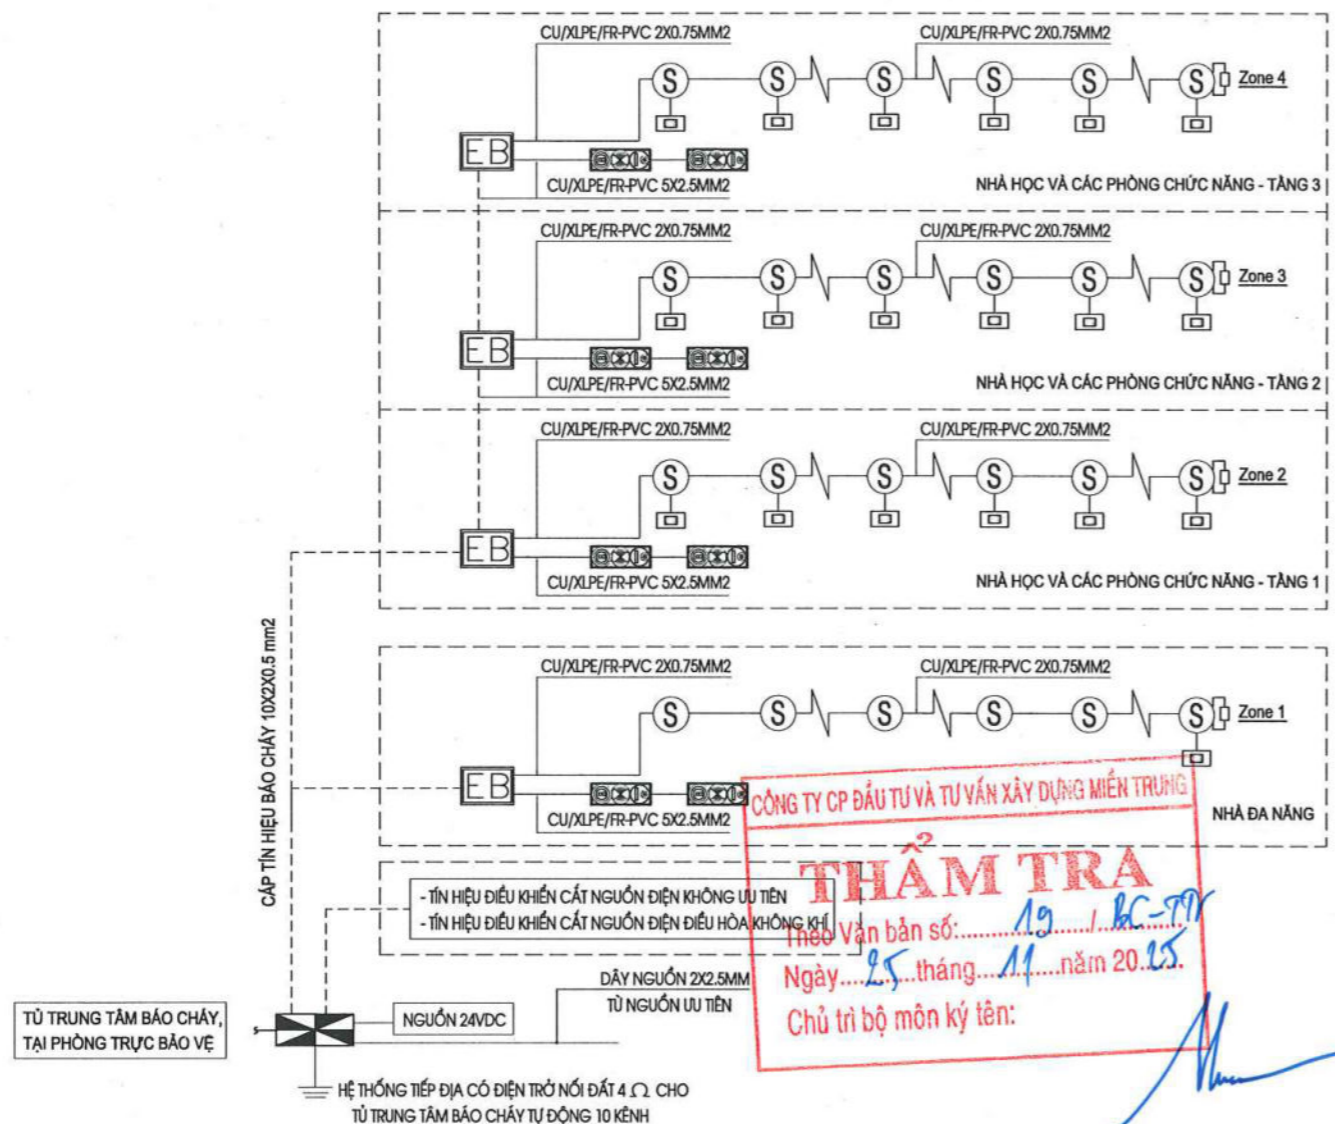 CU/XLPE/FR-PVC 2X0.75MM2
CU/XLPE/FR-PVC 2X0.75MM2
S S S S S S Zone 4
EB
CU/XLPE/FR-PVC 5X2.5MM2
NHÀ HỌC VÀ CÁC PHÒNG CHỨC NĂNG - TẦNG 3
CU/XLPE/FR-PVC 2X0.75MM2
CU/XLPE/FR-PVC 2X0.75MM2
S S S S S S Zone 3
EB
CU/XLPE/FR-PVC 5X2.5MM2
NHÀ HỌC VÀ CÁC PHÒNG CHỨC NĂNG - TẦNG 2
CU/XLPE/FR-PVC 2X0.75MM2
CU/XLPE/FR-PVC 2X0.75MM2
S S S S S S Zone 2
EB
CU/XLPE/FR-PVC 5X2.5MM2
NHÀ HỌC VÀ CÁC PHÒNG CHỨC NĂNG - TẦNG 1
CÁP TÍN HIỆU BÁO CHÁY 10X2X0.5 mm2
CU/XLPE/FR-PVC 2X0.75MM2
CU/XLPE/FR-PVC 2X0.75MM2
S S S S S S Zone 1
EB
CU/XLPE/FR-PVC 5X2.5MM2
NHÀ ĐA NĂNG
- TÍN HIỆU ĐIỀU KHIỂN CẮT NGUỒN ĐIỆN KHÔNG ƯU TIÊN
- TÍN HIỆU ĐIỀU KHIỂN CẮT NGUỒN ĐIỆN ĐIỀU HÒA KHÔNG KHÍ
CÔNG TY CP ĐẦU TƯ VÀ TƯ VẤN XÂY DỰNG MIỀN TRUNG
THẨM TRA
Theo Văn bản số: 19 / BC-TTr
Ngày 25 tháng 11 năm 20 25
Chủ trì bộ môn ký tên:
DÂY NGUỒN 2X2.5MM
TỪ NGUỒN ƯU TIÊN
NGUỒN 24VDC
TỦ TRUNG TÂM BÁO CHÁY,
TẠI PHÒNG TRỰC BẢO VỆ
HỆ THỐNG TIẾP ĐỊA CÓ ĐIỆN TRỞ NỐI ĐẤT 4 Ω CHO
TỦ TRUNG TÂM BÁO CHÁY TỰ ĐỘNG 10 KÊNH